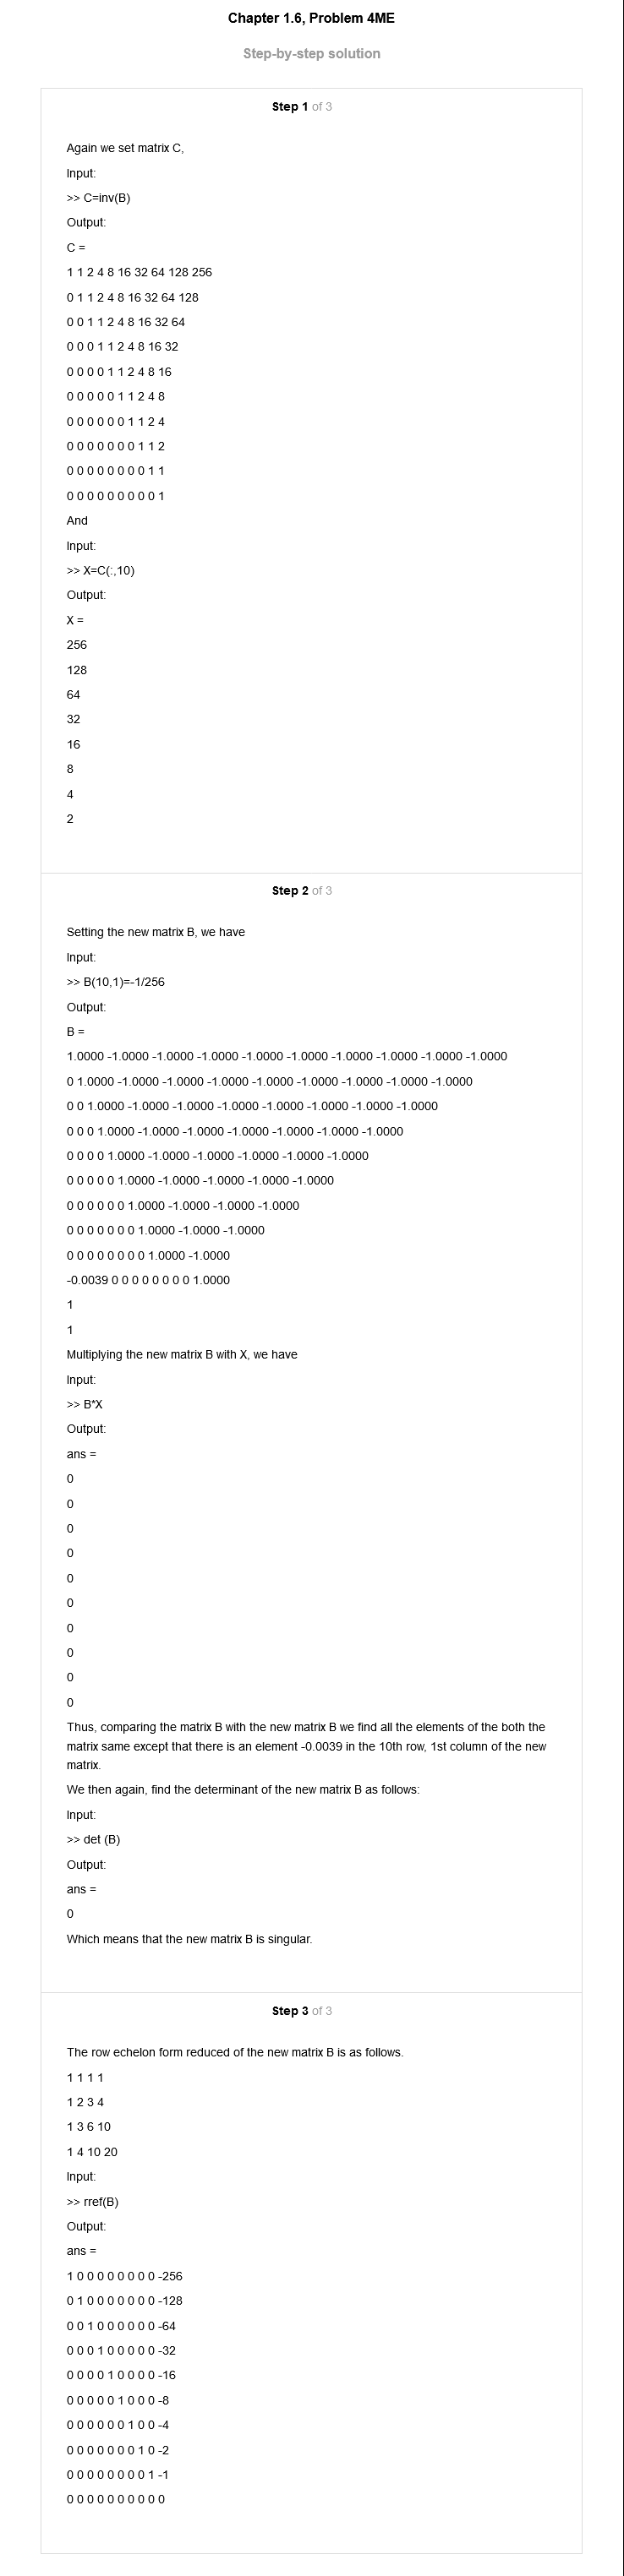 Chapter 1.6, Problem 4ME
Step-by-step solution
Step 1 of 3
Again we set matrix C,
Input:
>> C=inv(B)
Output:
C =
1 1 2 4 8 16 32 64 128 256
0 1 1 2 4 8 16 32 64 128
0 0 1 1 2 4 8 16 32 64
0 0 0 1 1 2 4 8 16 32
0 0 0 0 1 1 2 4 8 16
0 0 0 0 0 1 1 2 4 8
0 0 0 0 0 0 1 1 2 4
0 0 0 0 0 0 0 1 1 2
0 0 0 0 0 0 0 0 1 1
0 0 0 0 0 0 0 0 0 1
And
Input:
>> X=C(:,10)
Output:
X =
256
128
64
32
16
8
4
2
Step 2 of 3
Setting the new matrix B, we have
Input:
>> B(10,1)=-1/256
Output:
B =
1.0000 -1.0000 -1.0000 -1.0000 -1.0000 -1.0000 -1.0000 -1.0000 -1.0000 -1.0000
0 1.0000 -1.0000 -1.0000 -1.0000 -1.0000 -1.0000 -1.0000 -1.0000 -1.0000
0 0 1.0000 -1.0000 -1.0000 -1.0000 -1.0000 -1.0000 -1.0000 -1.0000
0 0 0 1.0000 -1.0000 -1.0000 -1.0000 -1.0000 -1.0000 -1.0000
0 0 0 0 1.0000 -1.0000 -1.0000 -1.0000 -1.0000 -1.0000
0 0 0 0 0 1.0000 -1.0000 -1.0000 -1.0000 -1.0000
0 0 0 0 0 0 1.0000 -1.0000 -1.0000 -1.0000
0 0 0 0 0 0 0 1.0000 -1.0000 -1.0000
0 0 0 0 0 0 0 0 1.0000 -1.0000
-0.0039 0 0 0 0 0 0 0 0 1.0000
1
1
Multiplying the new matrix B with X, we have
Input:
>> B*X
Output:
ans =
0
0
0
0
0
0
0
0
0
0
Thus, comparing the matrix B with the new matrix B we find all the elements of the both the
matrix same except that there is an element -0.0039 in the 10th row, 1st column of the new
matrix.
We then again, find the determinant of the new matrix B as follows:
Input:
>> det (B)
Output:
ans =
0
Which means that the new matrix B is singular.
Step 3 of 3
The row echelon form reduced of the new matrix B is as follows.
1 1 1 1
1 2 3 4
1 3 6 10
1 4 10 20
Input:
>> rref(B)
Output:
ans =
1 0 0 0 0 0 0 0 0 -256
0 1 0 0 0 0 0 0 0 -128
0 0 1 0 0 0 0 0 0 -64
0 0 0 1 0 0 0 0 0 -32
0 0 0 0 1 0 0 0 0 -16
0 0 0 0 0 1 0 0 0 -8
0 0 0 0 0 0 1 0 0 -4
0 0 0 0 0 0 0 1 0 -2
0 0 0 0 0 0 0 0 1 -1
0 0 0 0 0 0 0 0 0 0